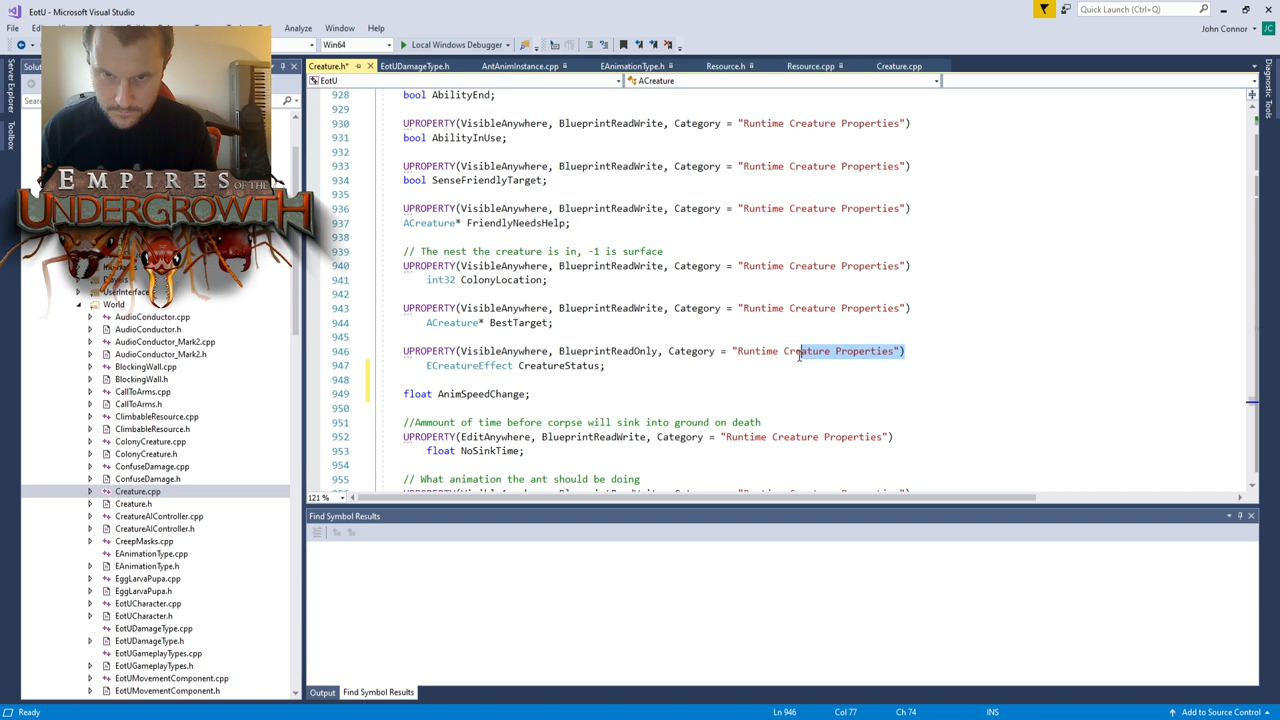 EotU - Microsoft Visual Studio
Quick Launch (Ctrl+Q)
File Analyze Window Help
John Connor JC
Win64 Local Windows Debugger
Server Explorer
Toolbox
Diagnostic Tools
Creature.h* EotUDamageType.h AntAnimInstance.cpp EAnimationType.h Resource.h Resource.cpp Creature.cpp
EotU ACreature
928 bool AbilityEnd;
929
930 UPROPERTY(VisibleAnywhere, BlueprintReadWrite, Category = "Runtime Creature Properties")
931 bool AbilityInUse;
932
933 UPROPERTY(VisibleAnywhere, BlueprintReadWrite, Category = "Runtime Creature Properties")
934 bool SenseFriendlyTarget;
935
936 UPROPERTY(VisibleAnywhere, BlueprintReadWrite, Category = "Runtime Creature Properties")
937 ACreature* FriendlyNeedsHelp;
938
939 // The nest the creature is in, -1 is surface
940 UPROPERTY(VisibleAnywhere, BlueprintReadWrite, Category = "Runtime Creature Properties")
941 int32 ColonyLocation;
942
943 UPROPERTY(VisibleAnywhere, BlueprintReadWrite, Category = "Runtime Creature Properties")
944 ACreature* BestTarget;
945
946 UPROPERTY(VisibleAnywhere, BlueprintReadOnly, Category = "Runtime Creature Properties")
947 ECreatureEffect CreatureStatus;
948
949 float AnimSpeedChange;
950
951 //Ammount of time before corpse will sink into ground on death
952 UPROPERTY(EditAnywhere, BlueprintReadWrite, Category = "Runtime Creature Properties")
953 float NoSinkTime;
954
955 // What animation the ant should be doing
121 %
EMPIRES OF THE
UNDERGROWTH
UserInterface
World
AudioConductor.cpp
AudioConductor.h
AudioConductor_Mark2.cpp
AudioConductor_Mark2.h
BlockingWall.cpp
BlockingWall.h
CallToArms.cpp
CallToArms.h
ClimbableResource.cpp
ClimbableResource.h
ColonyCreature.cpp
ColonyCreature.h
ConfuseDamage.cpp
ConfuseDamage.h
Creature.cpp
Creature.h
CreatureAIController.cpp
CreatureAIController.h
CreepMasks.cpp
EAnimationType.cpp
EAnimationType.h
EggLarvaPupa.cpp
EggLarvaPupa.h
EotUCharacter.cpp
EotUCharacter.h
EotUDamageType.cpp
EotUDamageType.h
EotUGameplayTypes.cpp
EotUGameplayTypes.h
EotUMovementComponent.cpp
EotUMovementComponent.h
Find Symbol Results
Output Find Symbol Results
Ready Ln 946 Col 77 Ch 74 INS Add to Source Control